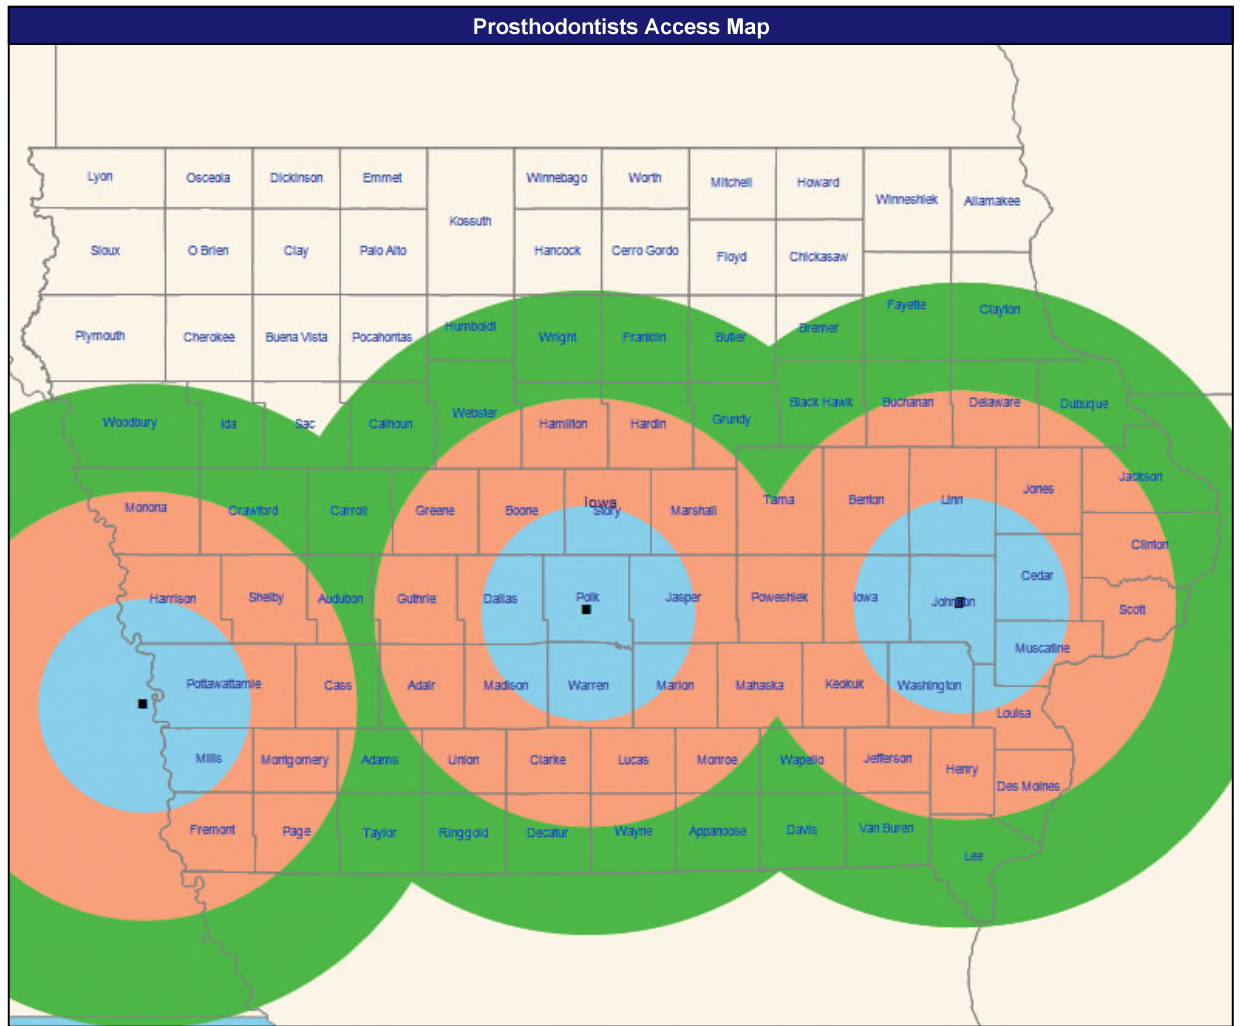 Prosthodontists Access Map
Lyon
Osceola
Dickinson
Emmet
Winnebago
Worth
Mitchell
Howard
Winneshiek
Allamakee
Kossuth
Sioux
O Brien
Clay
Palo Alto
Hancock
Cerro Gordo
Floyd
Chickasaw
Fayette
Clayton
Plymouth
Cherokee
Buena Vista
Pocahontas
Humboldt
Wright
Franklin
Butler
Bremer
Woodbury
Ida
Sac
Calhoun
Webster
Hamilton
Hardin
Grundy
Black Hawk
Buchanan
Delaware
Dubuque
Iowa
Monona
Crawford
Carroll
Greene
Boone
Story
Marshall
Tama
Benton
Linn
Jones
Jackson
Clinton
Harrison
Shelby
Audubon
Guthrie
Dallas
Polk
Jasper
Poweshiek
Iowa
Johnston
Cedar
Scott
Muscatine
Pottawattamie
Cass
Adair
Madison
Warren
Marion
Mahaska
Keokuk
Washington
Louisa
Mills
Montgomery
Adams
Union
Clarke
Lucas
Monroe
Wapello
Jefferson
Henry
Des Moines
Fremont
Page
Taylor
Ringgold
Decatur
Wayne
Appanoose
Davis
Van Buren
Lee